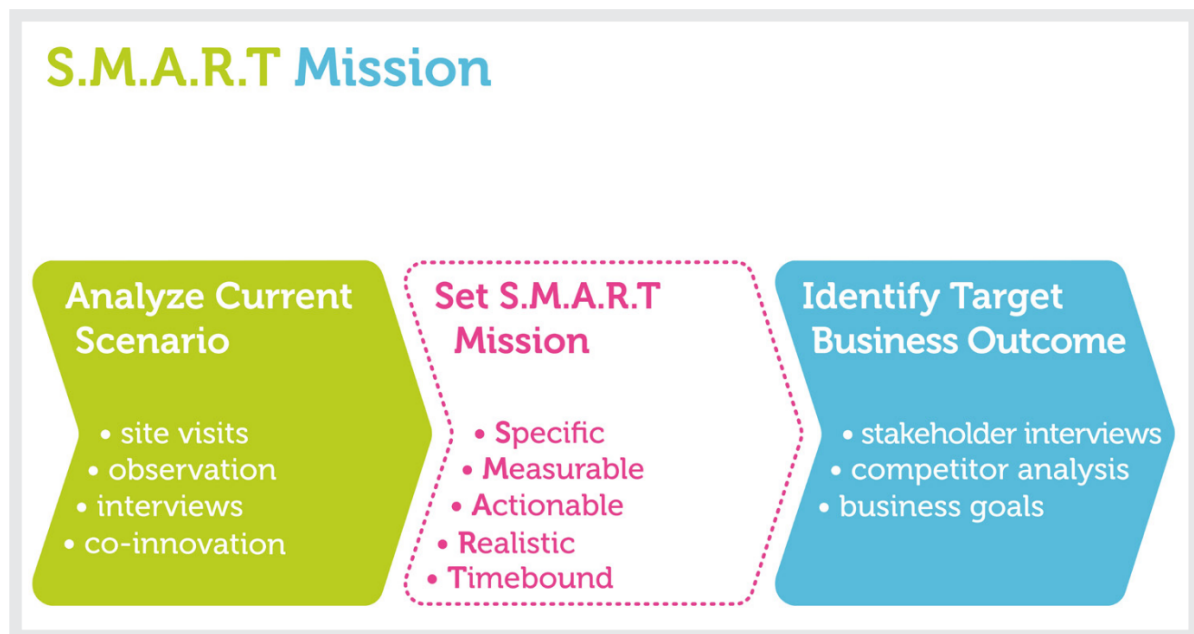 S.M.A.R.T Mission
Analyze Current
Scenario
• site visits
• observation
• interviews
• co-innovation
Set S.M.A.R.T
Mission
• Specific
• Measurable
• Actionable
• Realistic
• Timebound
Identify Target
Business Outcome
• stakeholder interviews
• competitor analysis
• business goals